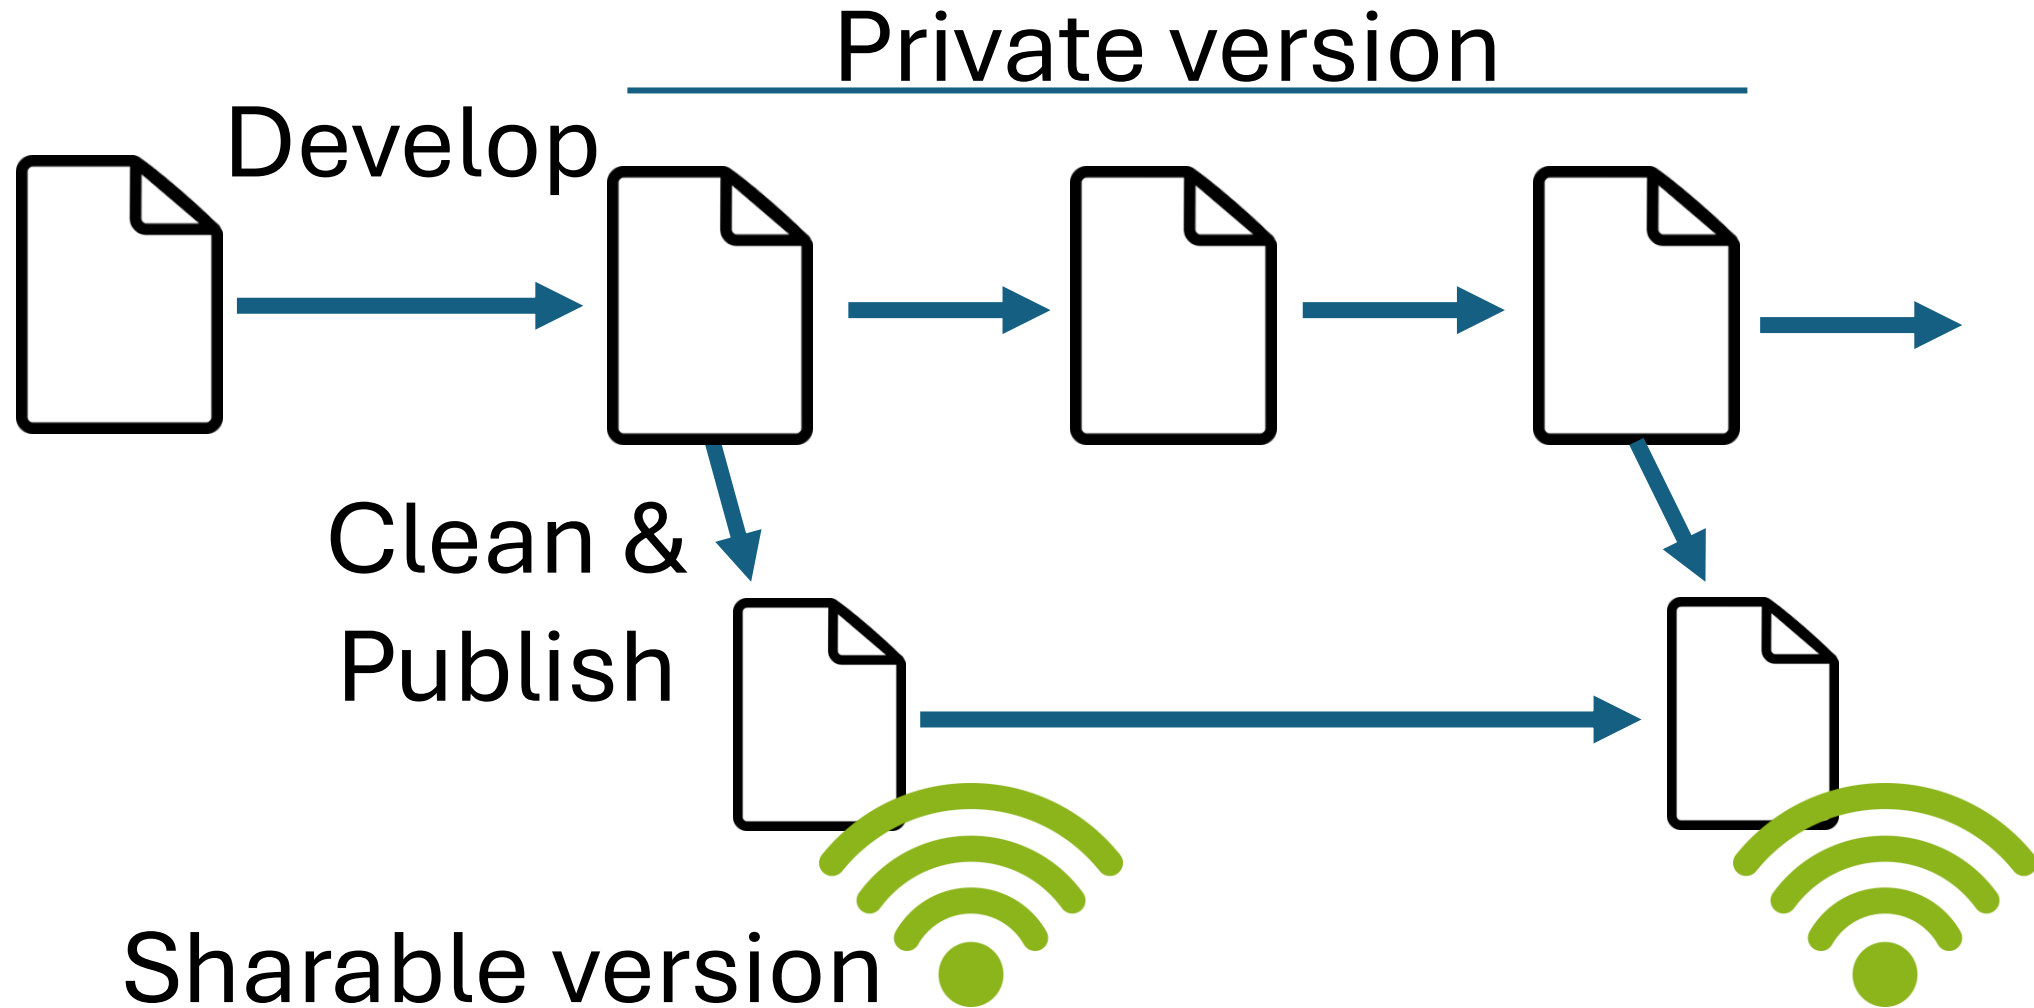 Private version
Develop
Clean &
Publish
Sharable version